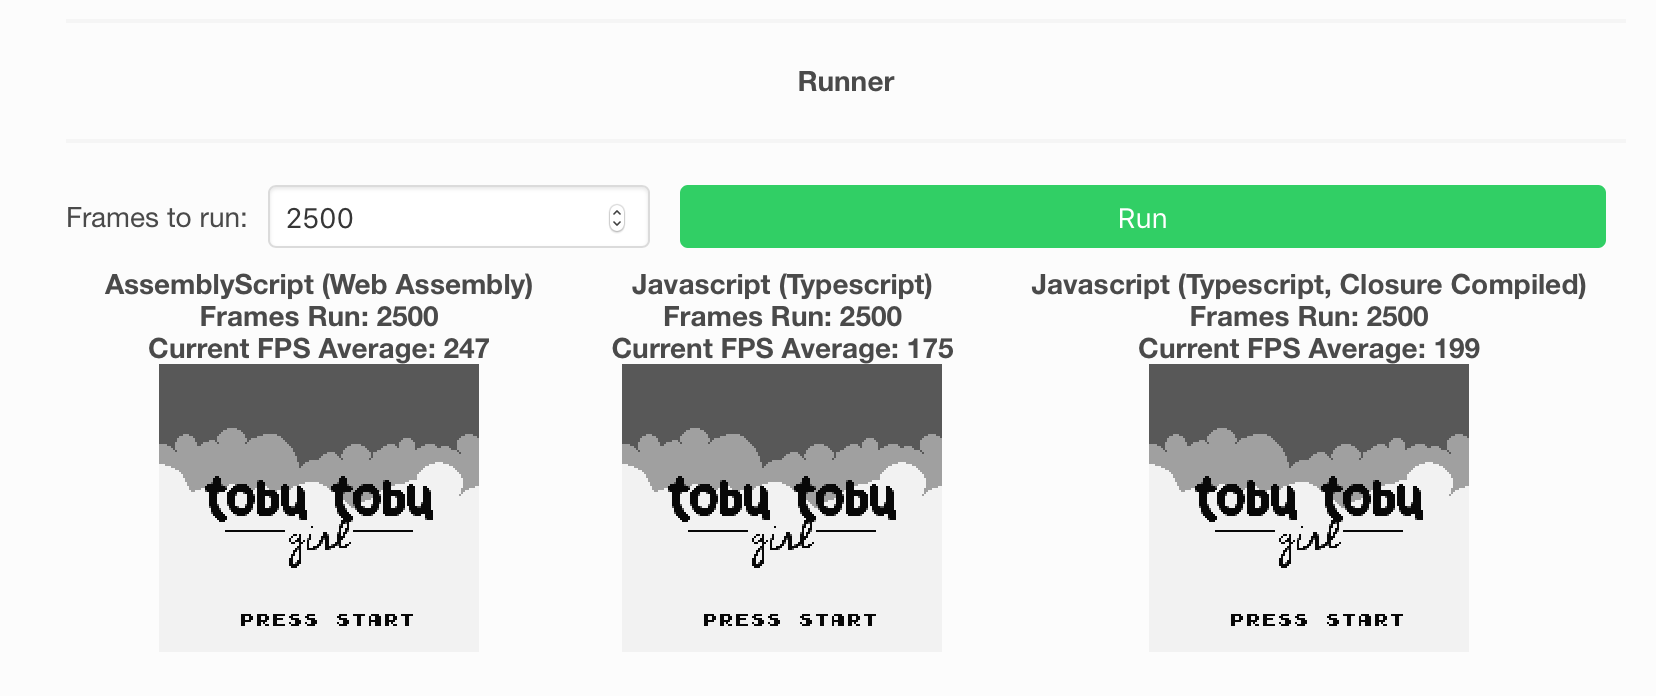 Runner
Frames to run: 2500 Run
AssemblyScript (Web Assembly)
Frames Run: 2500
Current FPS Average: 247
tobu tobu
girl
PRESS START
Javascript (Typescript)
Frames Run: 2500
Current FPS Average: 175
tobu tobu
girl
PRESS START
Javascript (Typescript, Closure Compiled)
Frames Run: 2500
Current FPS Average: 199
tobu tobu
girl
PRESS START